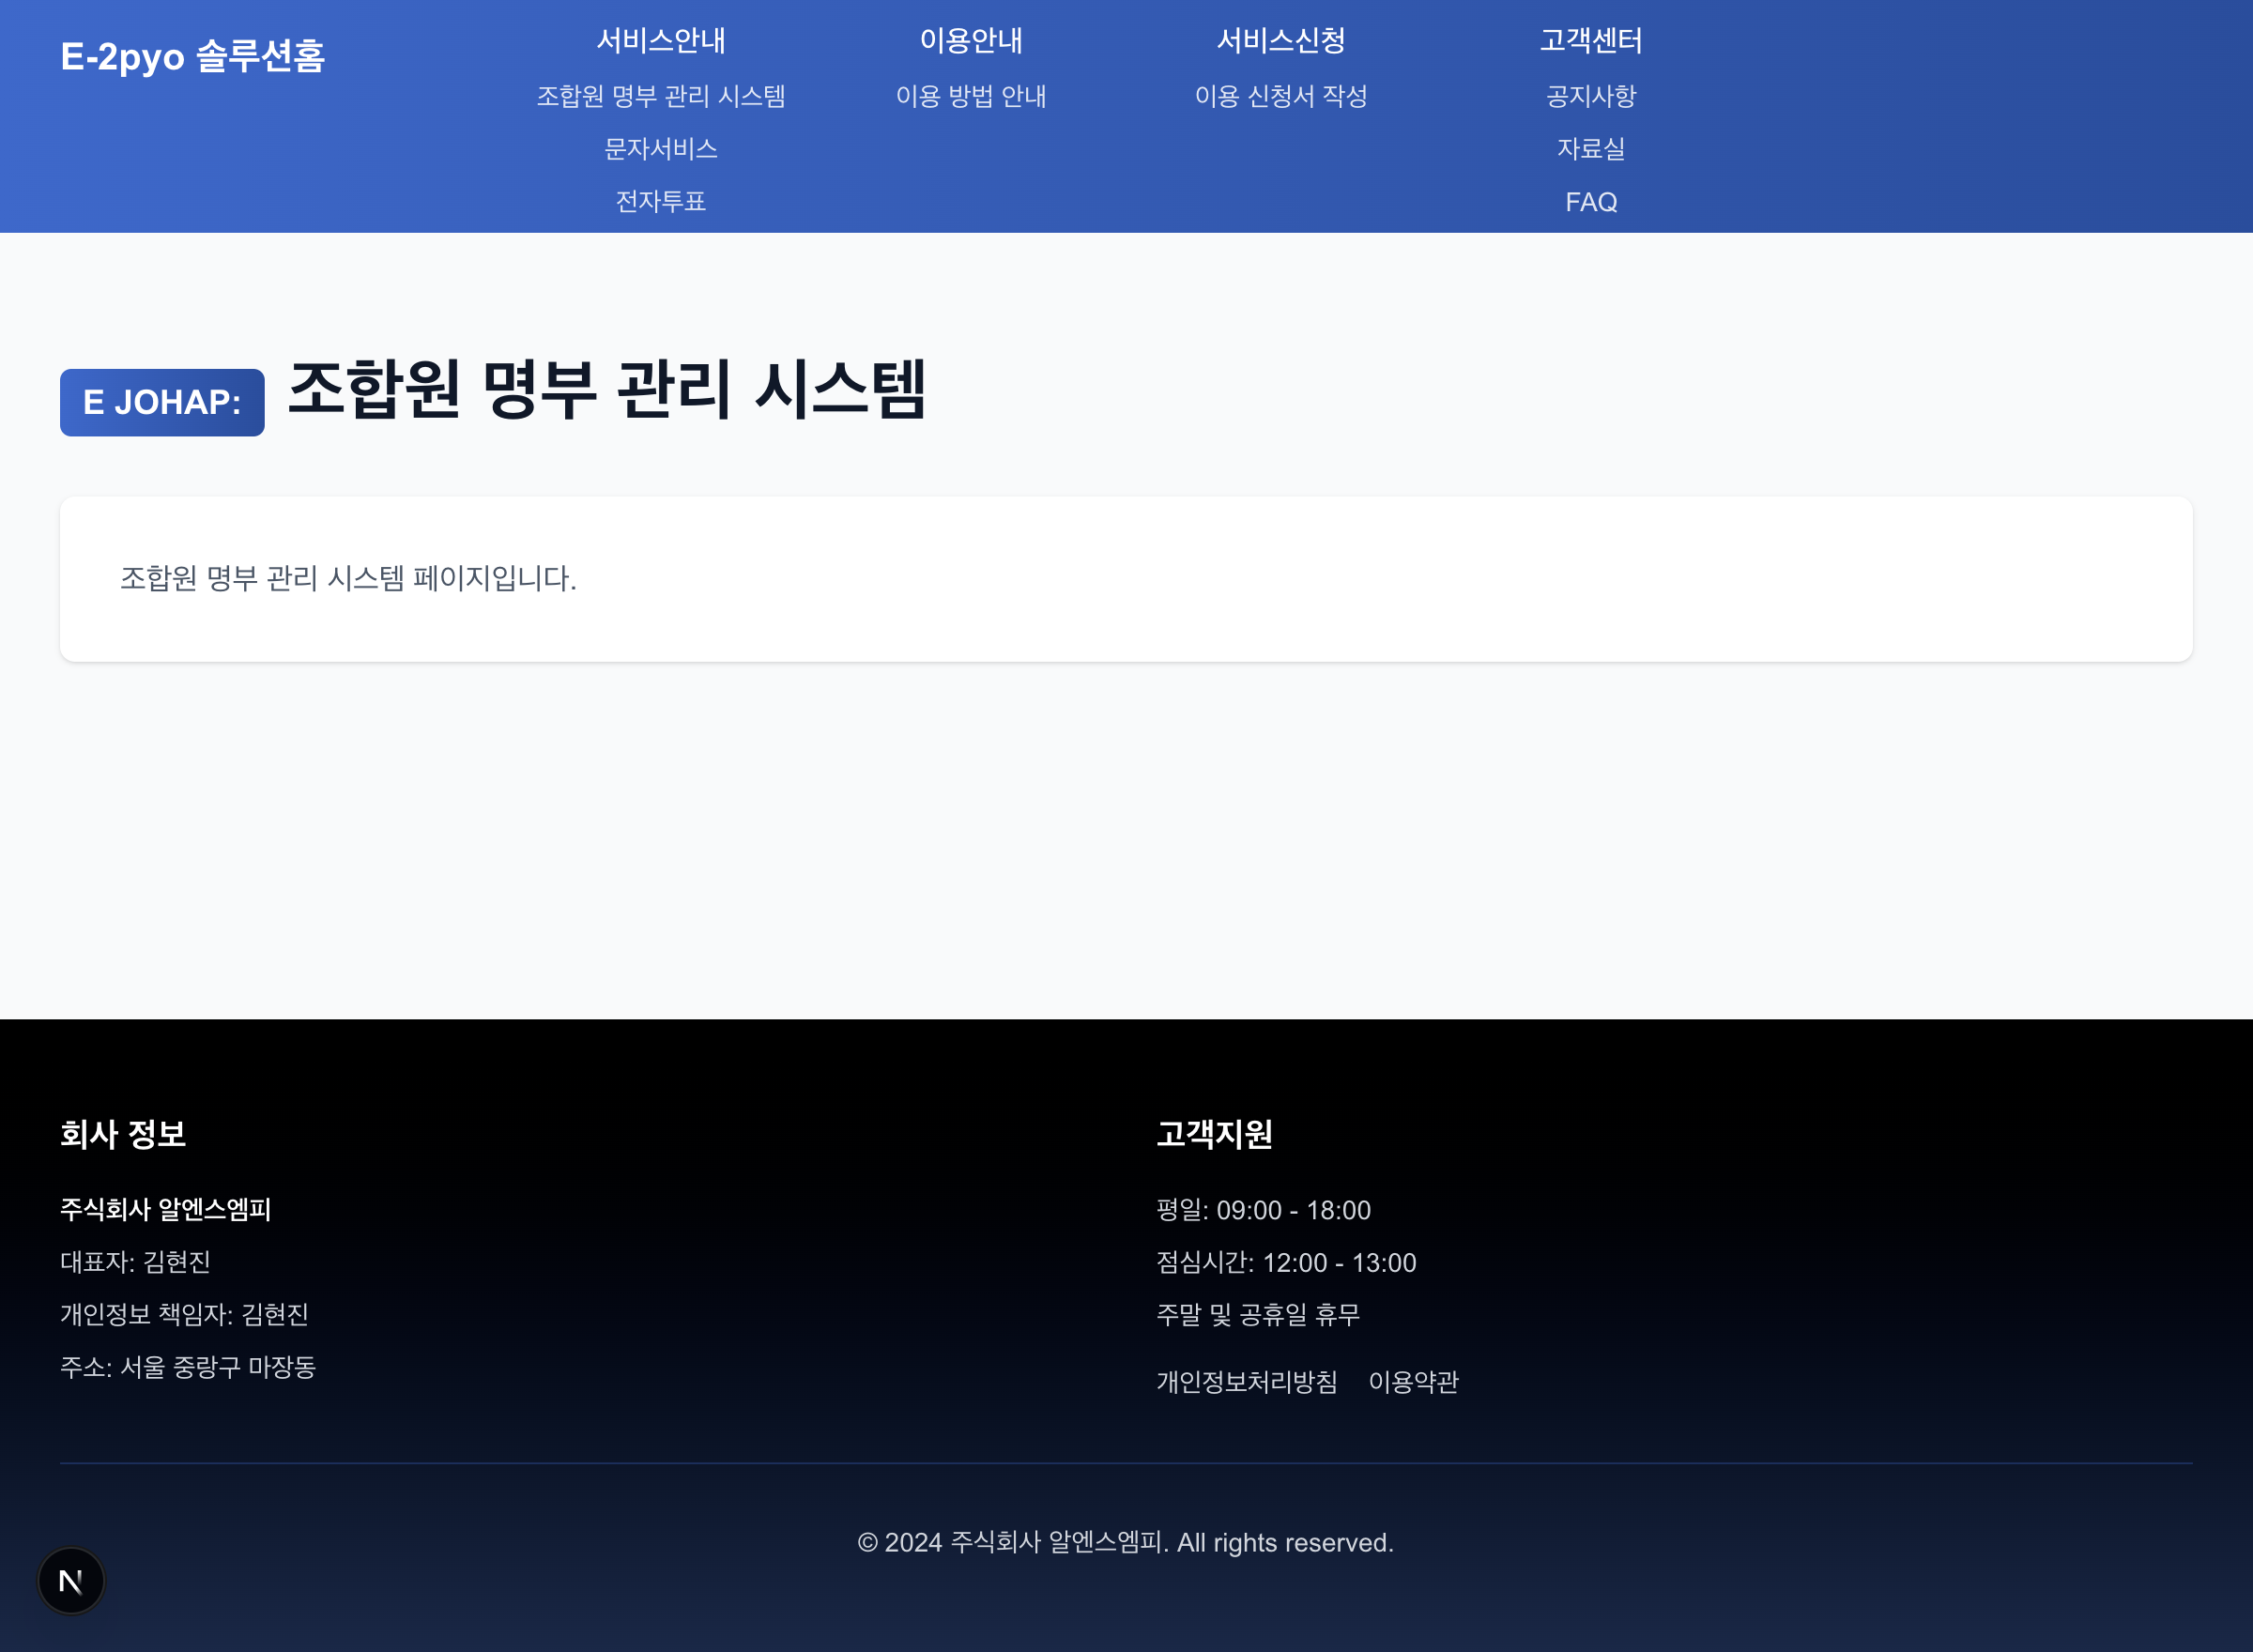 E-2pyo 솔루션홈
서비스안내
조합원 명부 관리 시스템
문자서비스
전자투표
이용안내
이용 방법 안내
서비스신청
이용 신청서 작성
고객센터
공지사항
자료실
FAQ
E JOHAP: 조합원 명부 관리 시스템
조합원 명부 관리 시스템 페이지입니다.
회사 정보
주식회사 알엔스엠피
대표자: 김현진
개인정보 책임자: 김현진
주소: 서울 중랑구 마장동
고객지원
평일: 09:00 - 18:00
점심시간: 12:00 - 13:00
주말 및 공휴일 휴무
개인정보처리방침 이용약관
© 2024 주식회사 알엔스엠피. All rights reserved.
N